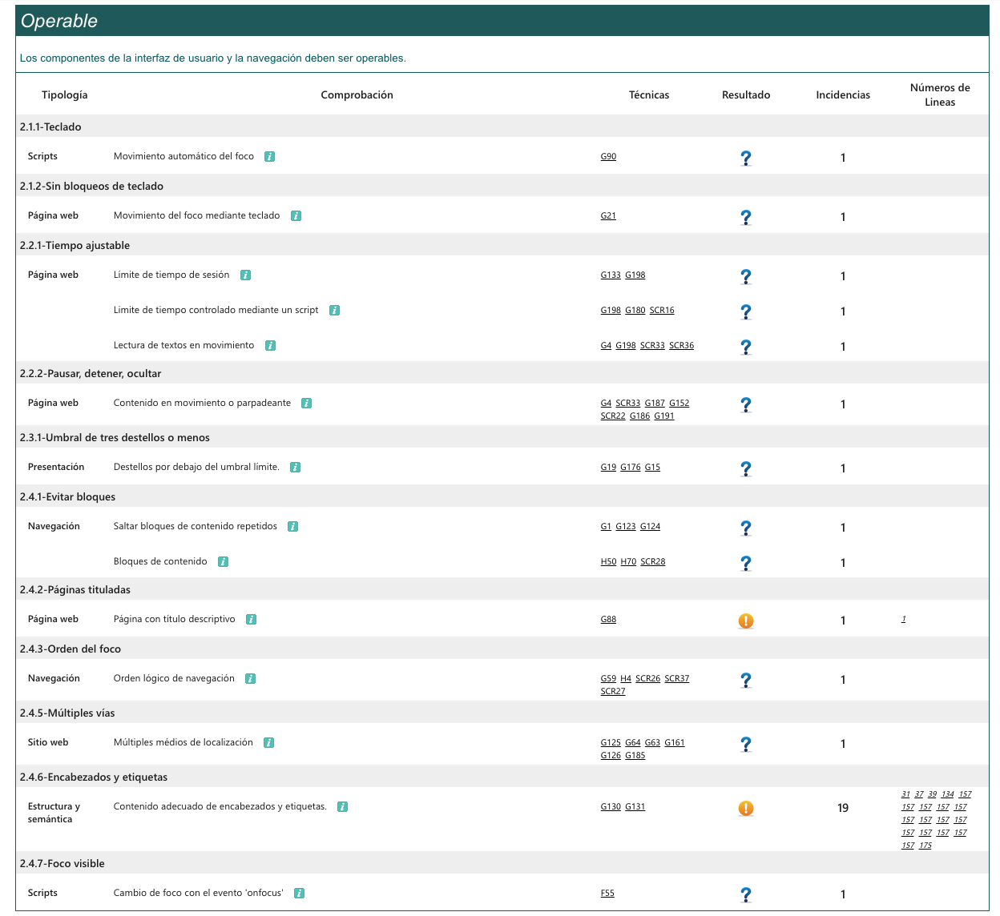 Operable
Los componentes de la interfaz de usuario y la navegación deben ser operables.
Tipología Comprobación Técnicas Resultado Incidencias Números de Lineas
2.1.1-Teclado
Scripts Movimiento automático del foco i G90 ? 1
2.1.2-Sin bloqueos de teclado
Página web Movimiento del foco mediante teclado i G21 ? 1
2.2.1-Tiempo ajustable
Página web Límite de tiempo de sesión i G133 G198 ? 1
Limite de tiempo controlado mediante un script i G198 G180 SCR16 ? 1
Lectura de textos en movimiento i G4 G198 SCR33 SCR36 ? 1
2.2.2-Pausar, detener, ocultar
Página web Contenido en movimiento o parpadeante i G4 SCR33 G187 G152 ? 1
SCR22 G186 G191
2.3.1-Umbral de tres destellos o menos
Presentación Destellos por debajo del umbral límite. i G19 G176 G15 ? 1
2.4.1-Evitar bloques
Navegación Saltar bloques de contenido repetidos i G1 G123 G124 ? 1
Bloques de contenido i H50 H70 SCR28 ? 1
2.4.2-Páginas tituladas
Página web Página con título descriptivo i G88 ! 1 1
2.4.3-Orden del foco
Navegación Orden lógico de navegación i G59 H4 SCR26 SCR37 ? 1
SCR27
2.4.5-Múltiples vías
Sitio web Múltiples médios de localización i G125 G64 G63 G161 ? 1
G126 G185
2.4.6-Encabezados y etiquetas
31 37 39 134 157
Estructura y Contenido adecuado de encabezados y etiquetas. i G130 G131 ! 19 157 157 157 157
semántica 157 157 157 157
157 157 157 157
157 175
2.4.7-Foco visible
Scripts Cambio de foco con el evento 'onfocus' i F55 ? 1